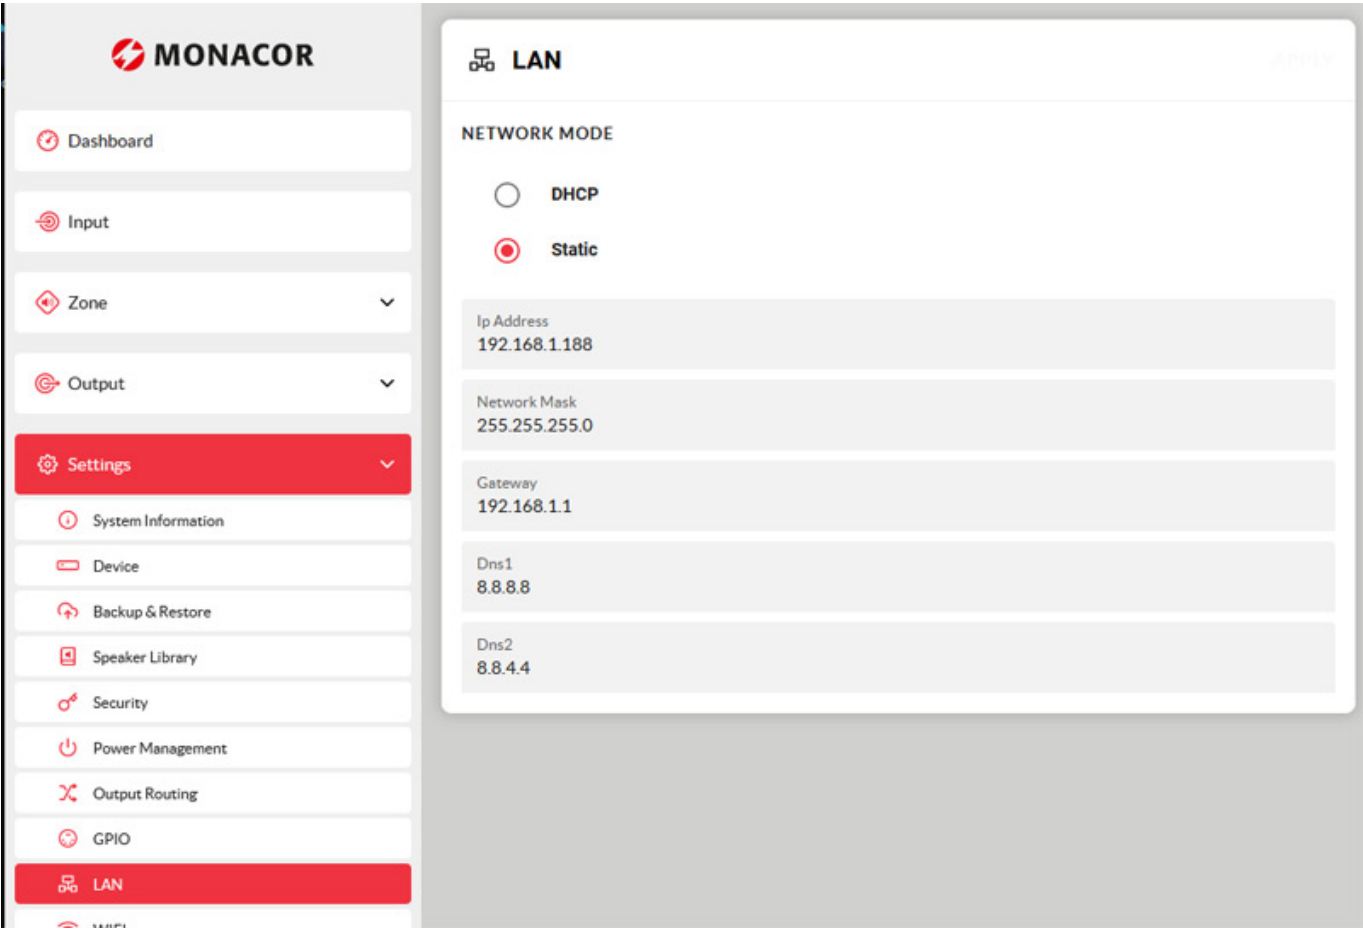 MONACOR
Dashboard
Input
Zone
Output
Settings
System Information
Device
Backup & Restore
Speaker Library
Security
Power Management
Output Routing
GPIO
LAN
WIFI
LAN
APPLY
NETWORK MODE
DHCP
Static
Ip Address
192.168.1.188
Network Mask
255.255.255.0
Gateway
192.168.1.1
Dns1
8.8.8.8
Dns2
8.8.4.4